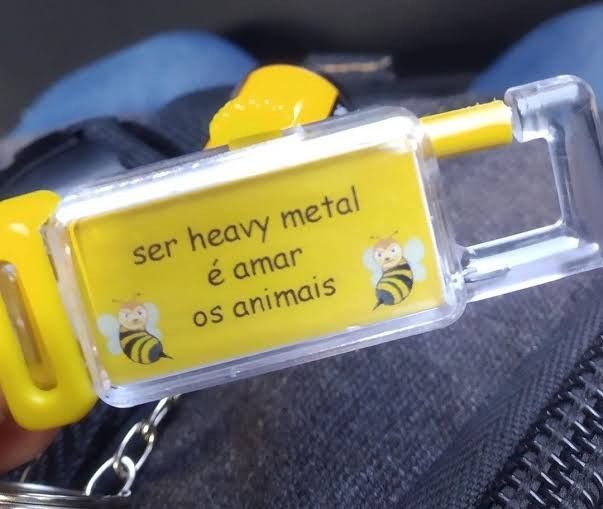 ser heavy metal
é amar
os animais